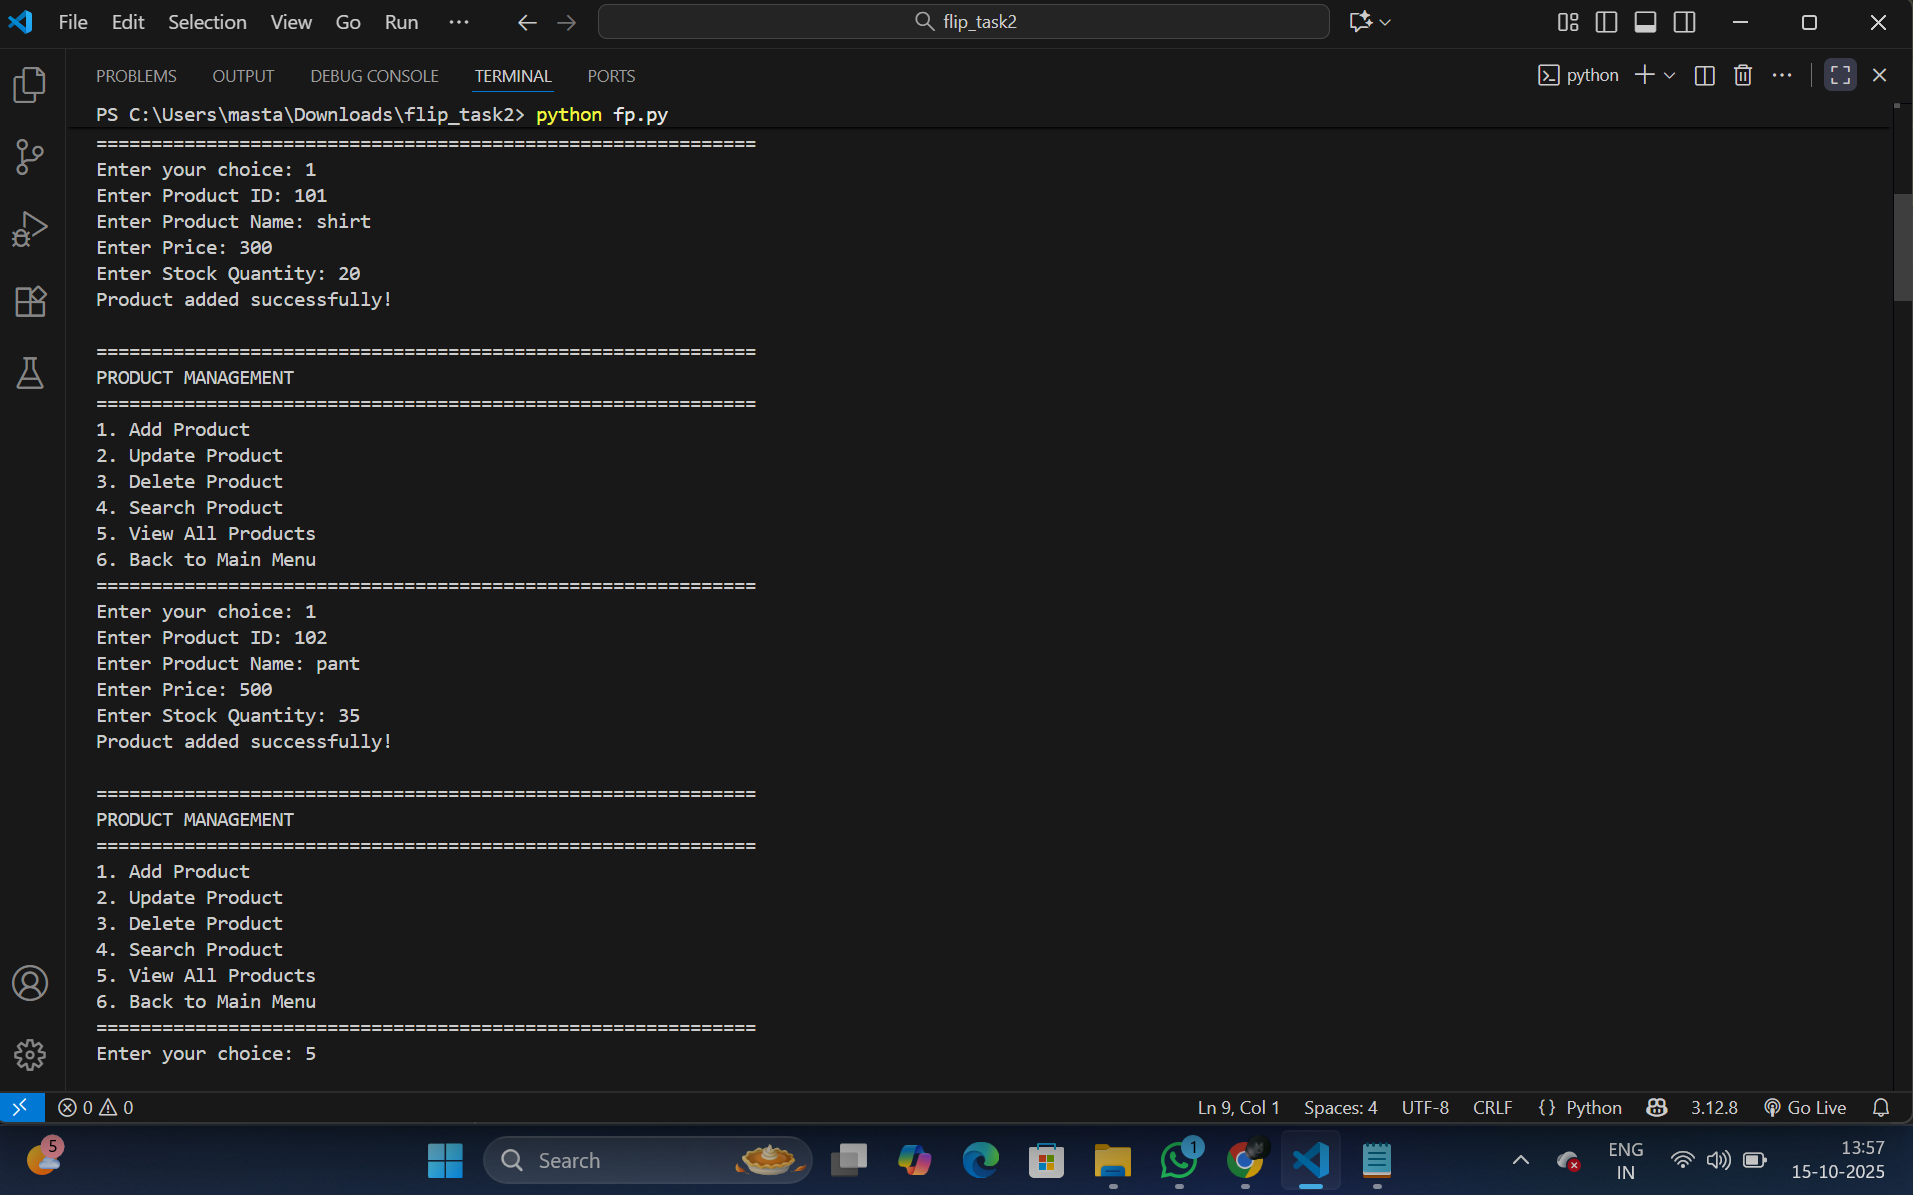 File Edit Selection View Go Run ··· flip_task2
PROBLEMS OUTPUT DEBUG CONSOLE TERMINAL PORTS python
PS C:\Users\masta\Downloads\flip_task2> python fp.py
============================================================
Enter your choice: 1
Enter Product ID: 101
Enter Product Name: shirt
Enter Price: 300
Enter Stock Quantity: 20
Product added successfully!
============================================================
PRODUCT MANAGEMENT
============================================================
1. Add Product
2. Update Product
3. Delete Product
4. Search Product
5. View All Products
6. Back to Main Menu
============================================================
Enter your choice: 1
Enter Product ID: 102
Enter Product Name: pant
Enter Price: 500
Enter Stock Quantity: 35
Product added successfully!
============================================================
PRODUCT MANAGEMENT
============================================================
1. Add Product
2. Update Product
3. Delete Product
4. Search Product
5. View All Products
6. Back to Main Menu
============================================================
Enter your choice: 5
0 0 Ln 9, Col 1 Spaces: 4 UTF-8 CRLF {} Python 3.12.8 Go Live
5 Search 1 ENG IN 13:57
15-10-2025